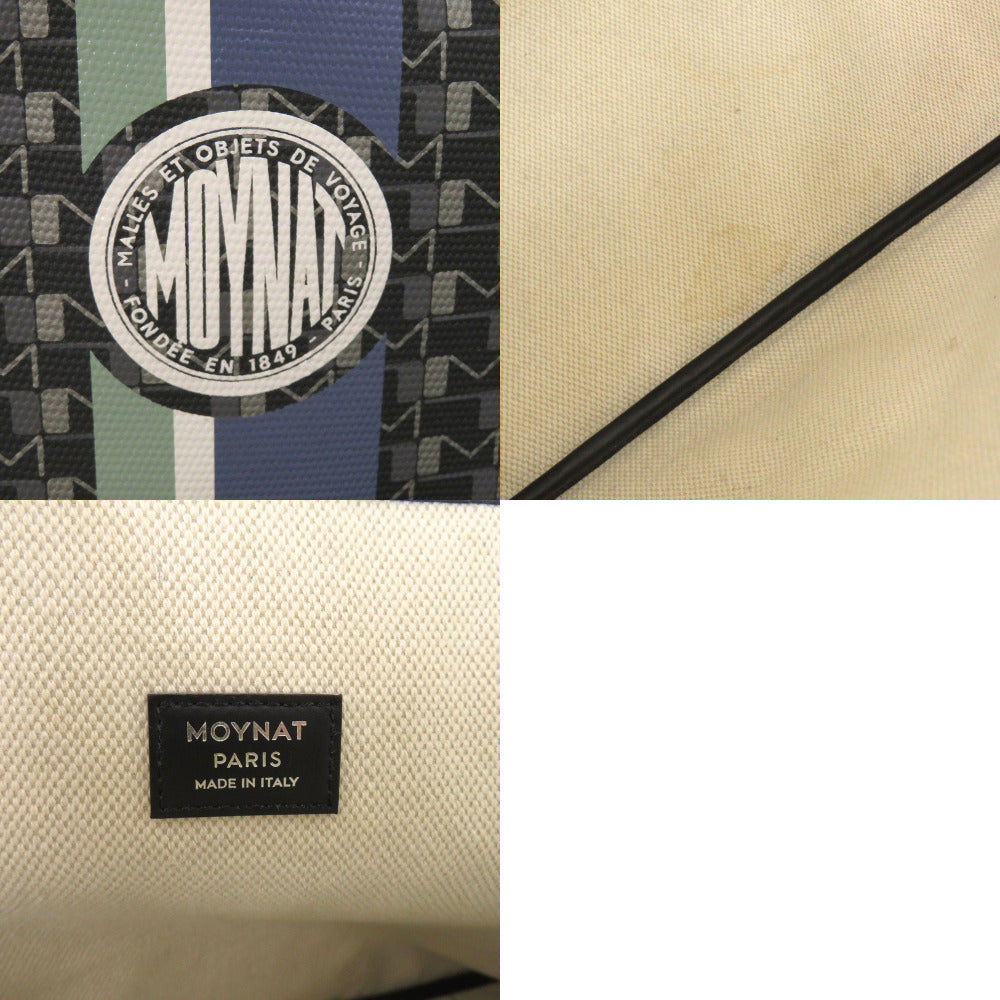 - MALLES ET OBJETS DE VOYAGE -
MOYNAT
FONDÉE EN 1849 - PARIS
MOYNAT
PARIS
MADE IN ITALY